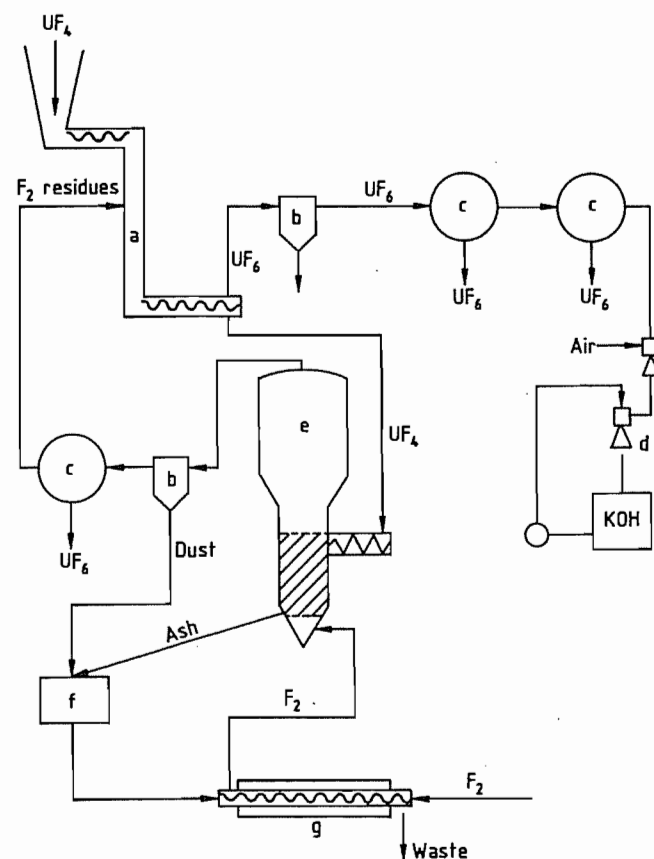 UF₄
F₂ residues
a
UF₆
b
UF₆
c
c
UF₆
UF₆
Air
d
KOH
e
UF₄
c
b
UF₆
Dust
Ash
f
F₂
F₂
g
Waste